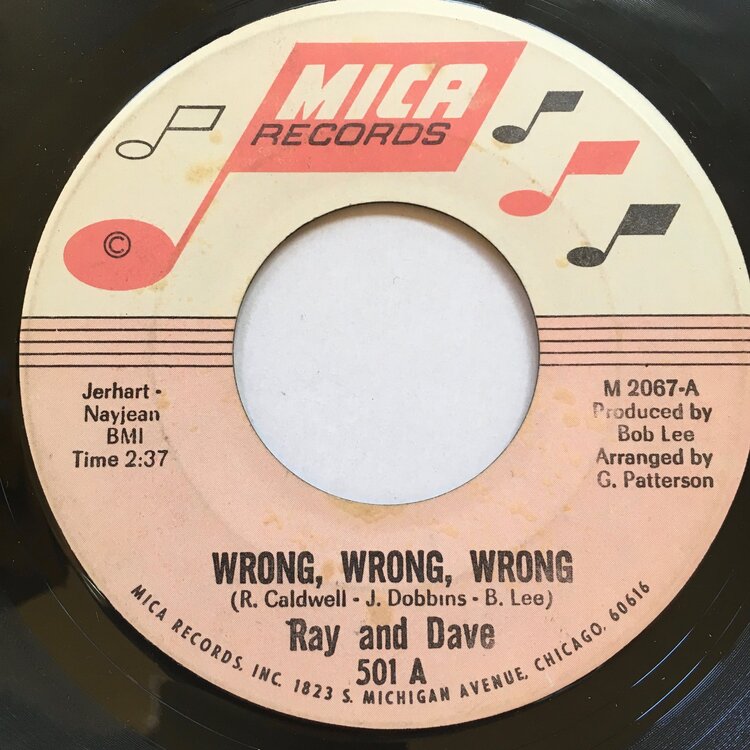 MICA
RECORDS
©
Jerhart -
Nayjean
BMI
Time 2:37
M 2067-A
Produced by
Bob Lee
Arranged by
G. Patterson
WRONG, WRONG, WRONG
(R. Caldwell - J. Dobbins - B. Lee)
Ray and Dave
501 A
MICA RECORDS, INC. 1823 S. MICHIGAN AVENUE, CHICAGO, 60616